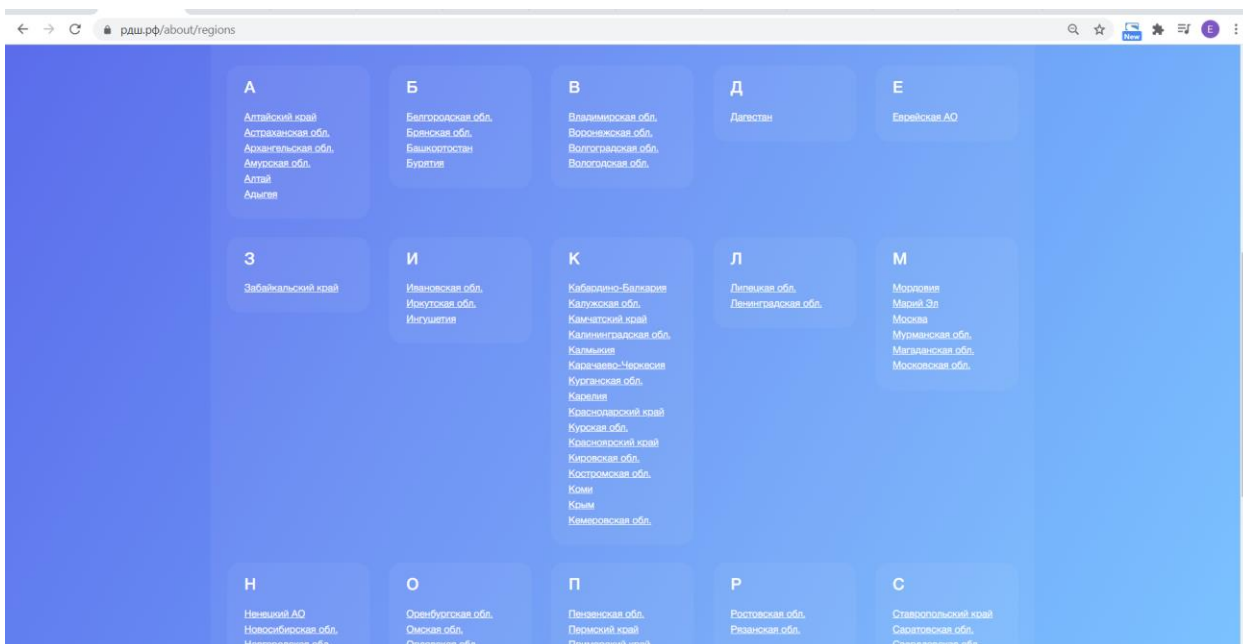 рдш.рф/about/regions
New
E
А
Алтайский край
Астраханская обл.
Архангельская обл.
Амурская обл.
Алтай
Адыгея
Б
Белгородская обл.
Брянская обл.
Башкортостан
Бурятия
В
Владимирская обл.
Воронежская обл.
Волгоградская обл.
Вологодская обл.
Д
Дагестан
Е
Еврейская АО
З
Забайкальский край
И
Ивановская обл.
Иркутская обл.
Ингушетия
К
Кабардино-Балкария
Калужская обл.
Камчатский край
Калининградская обл.
Калмыкия
Карачаево-Черкесия
Курганская обл.
Карелия
Краснодарский край
Курская обл.
Красноярский край
Кировская обл.
Костромская обл.
Коми
Крым
Кемеровская обл.
Л
Липецкая обл.
Ленинградская обл.
М
Мордовия
Марий Эл
Москва
Мурманская обл.
Магаданская обл.
Московская обл.
Н
Ненецкий АО
Новосибирская обл.
О
Оренбургская обл.
Омская обл.
П
Пензенская обл.
Пермский край
Р
Ростовская обл.
Рязанская обл.
С
Ставропольский край
Саратовская обл.